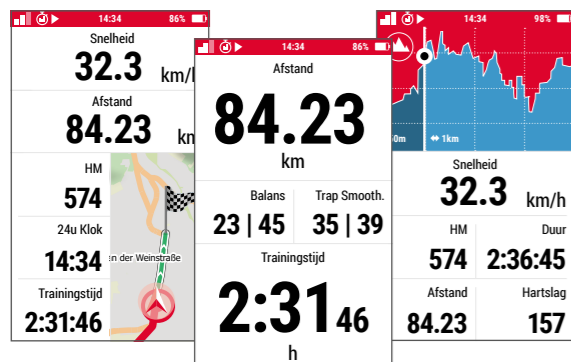 14:34 86%
Snelheid
32.3 km/h
Afstand
84.23 km
HM
574
24u Klok
14:34
Trainingstijd
2:31:46
n der Weinstraße
14:34 86%
Afstand
84.23
km
Balans Trap Smooth.
23 | 45 35 | 39
Trainingstijd
2:31 46
h
14:34 98%
50m 1km
Snelheid
32.3 km/h
HM Duur
574 2:36:45
Afstand Hartslag
84.23 157